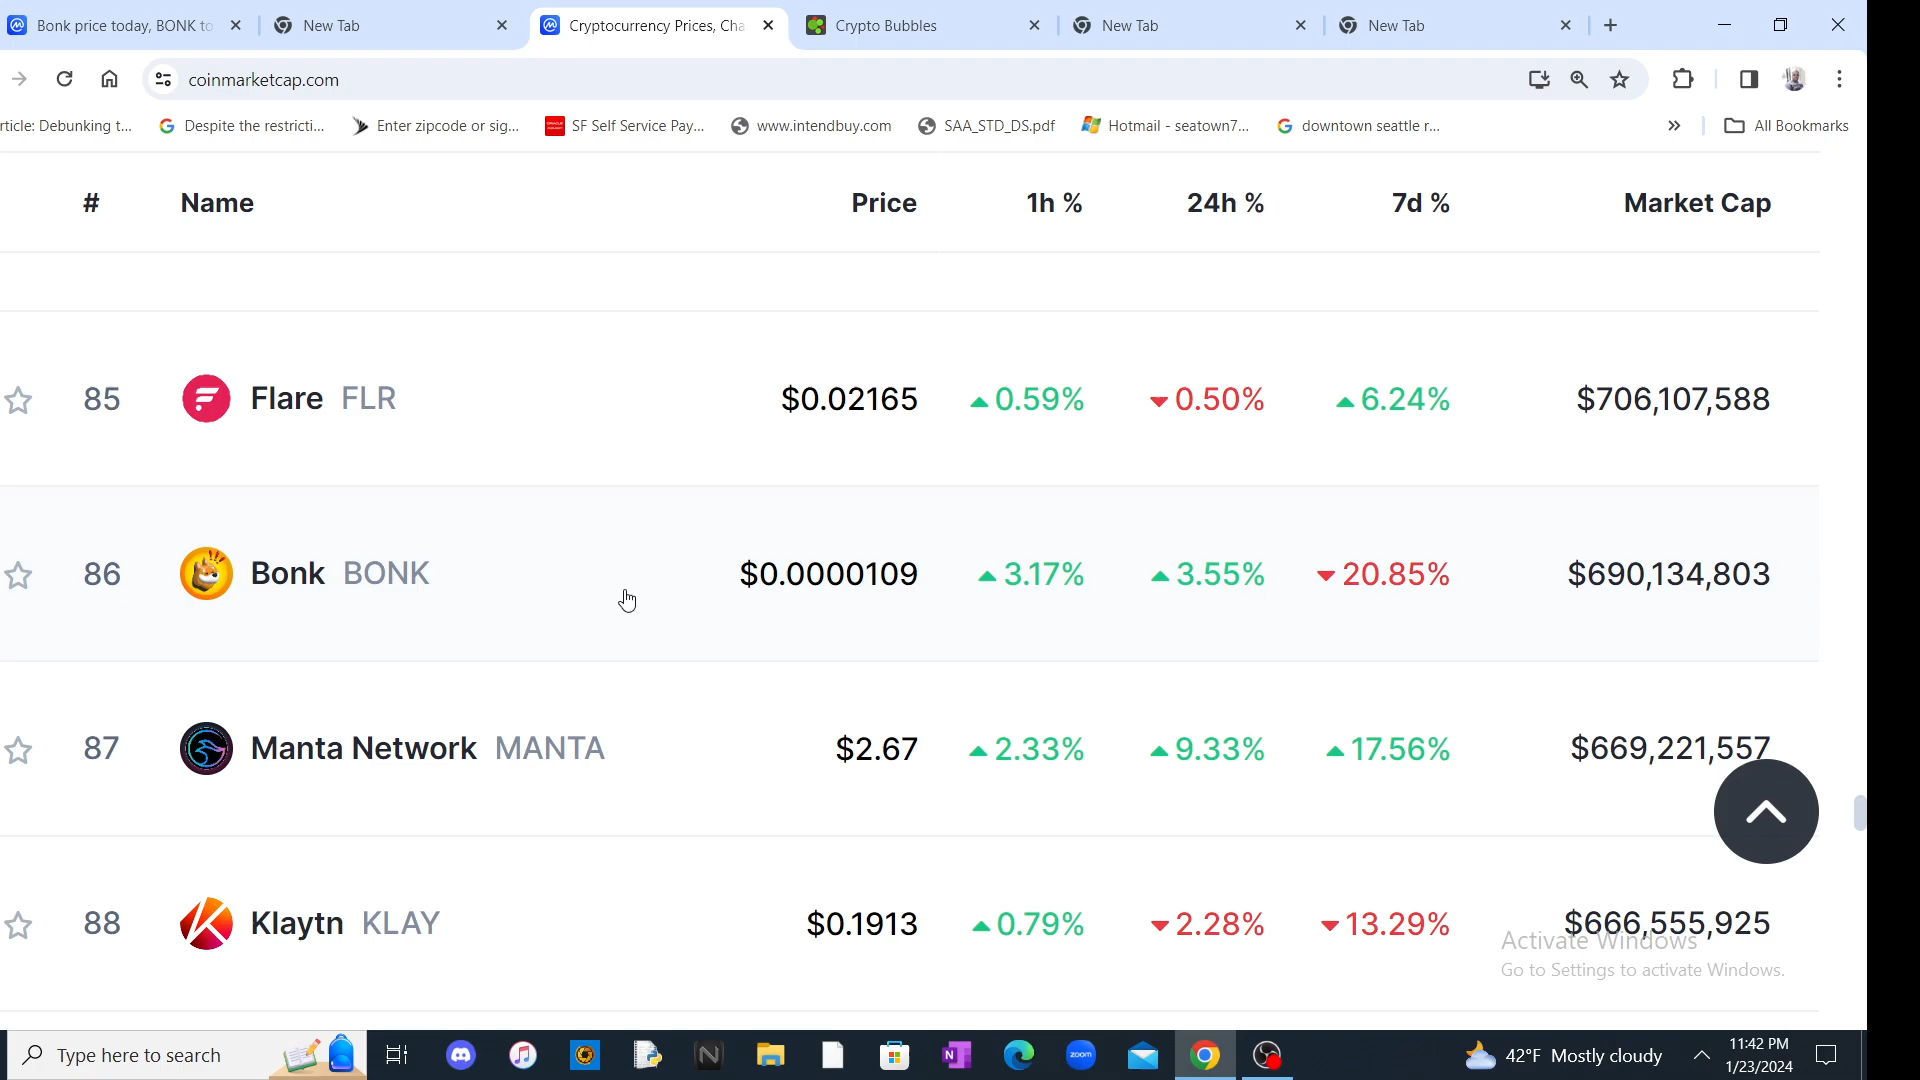 Bonk price today, BONK to
New Tab
Cryptocurrency Prices, Cha
Crypto Bubbles
New Tab
New Tab
coinmarketcap.com
rticle: Debunking t...
Despite the restricti...
Enter zipcode or sig...
SF Self Service Pay...
www.intendbuy.com
SAA_STD_DS.pdf
Hotmail - seatown7...
downtown seattle r...
All Bookmarks
# Name Price 1h % 24h % 7d % Market Cap
85 Flare FLR $0.02165 0.59% 0.50% 6.24% $706,107,588
86 Bonk BONK $0.0000109 3.17% 3.55% 20.85% $690,134,803
87 Manta Network MANTA $2.67 2.33% 9.33% 17.56% $669,221,557
88 Klaytn KLAY $0.1913 0.79% 2.28% 13.29% $666,555,925
Activate Windows
Go to Settings to activate Windows.
Type here to search
zoom
42°F Mostly cloudy
11:42 PM
1/23/2024